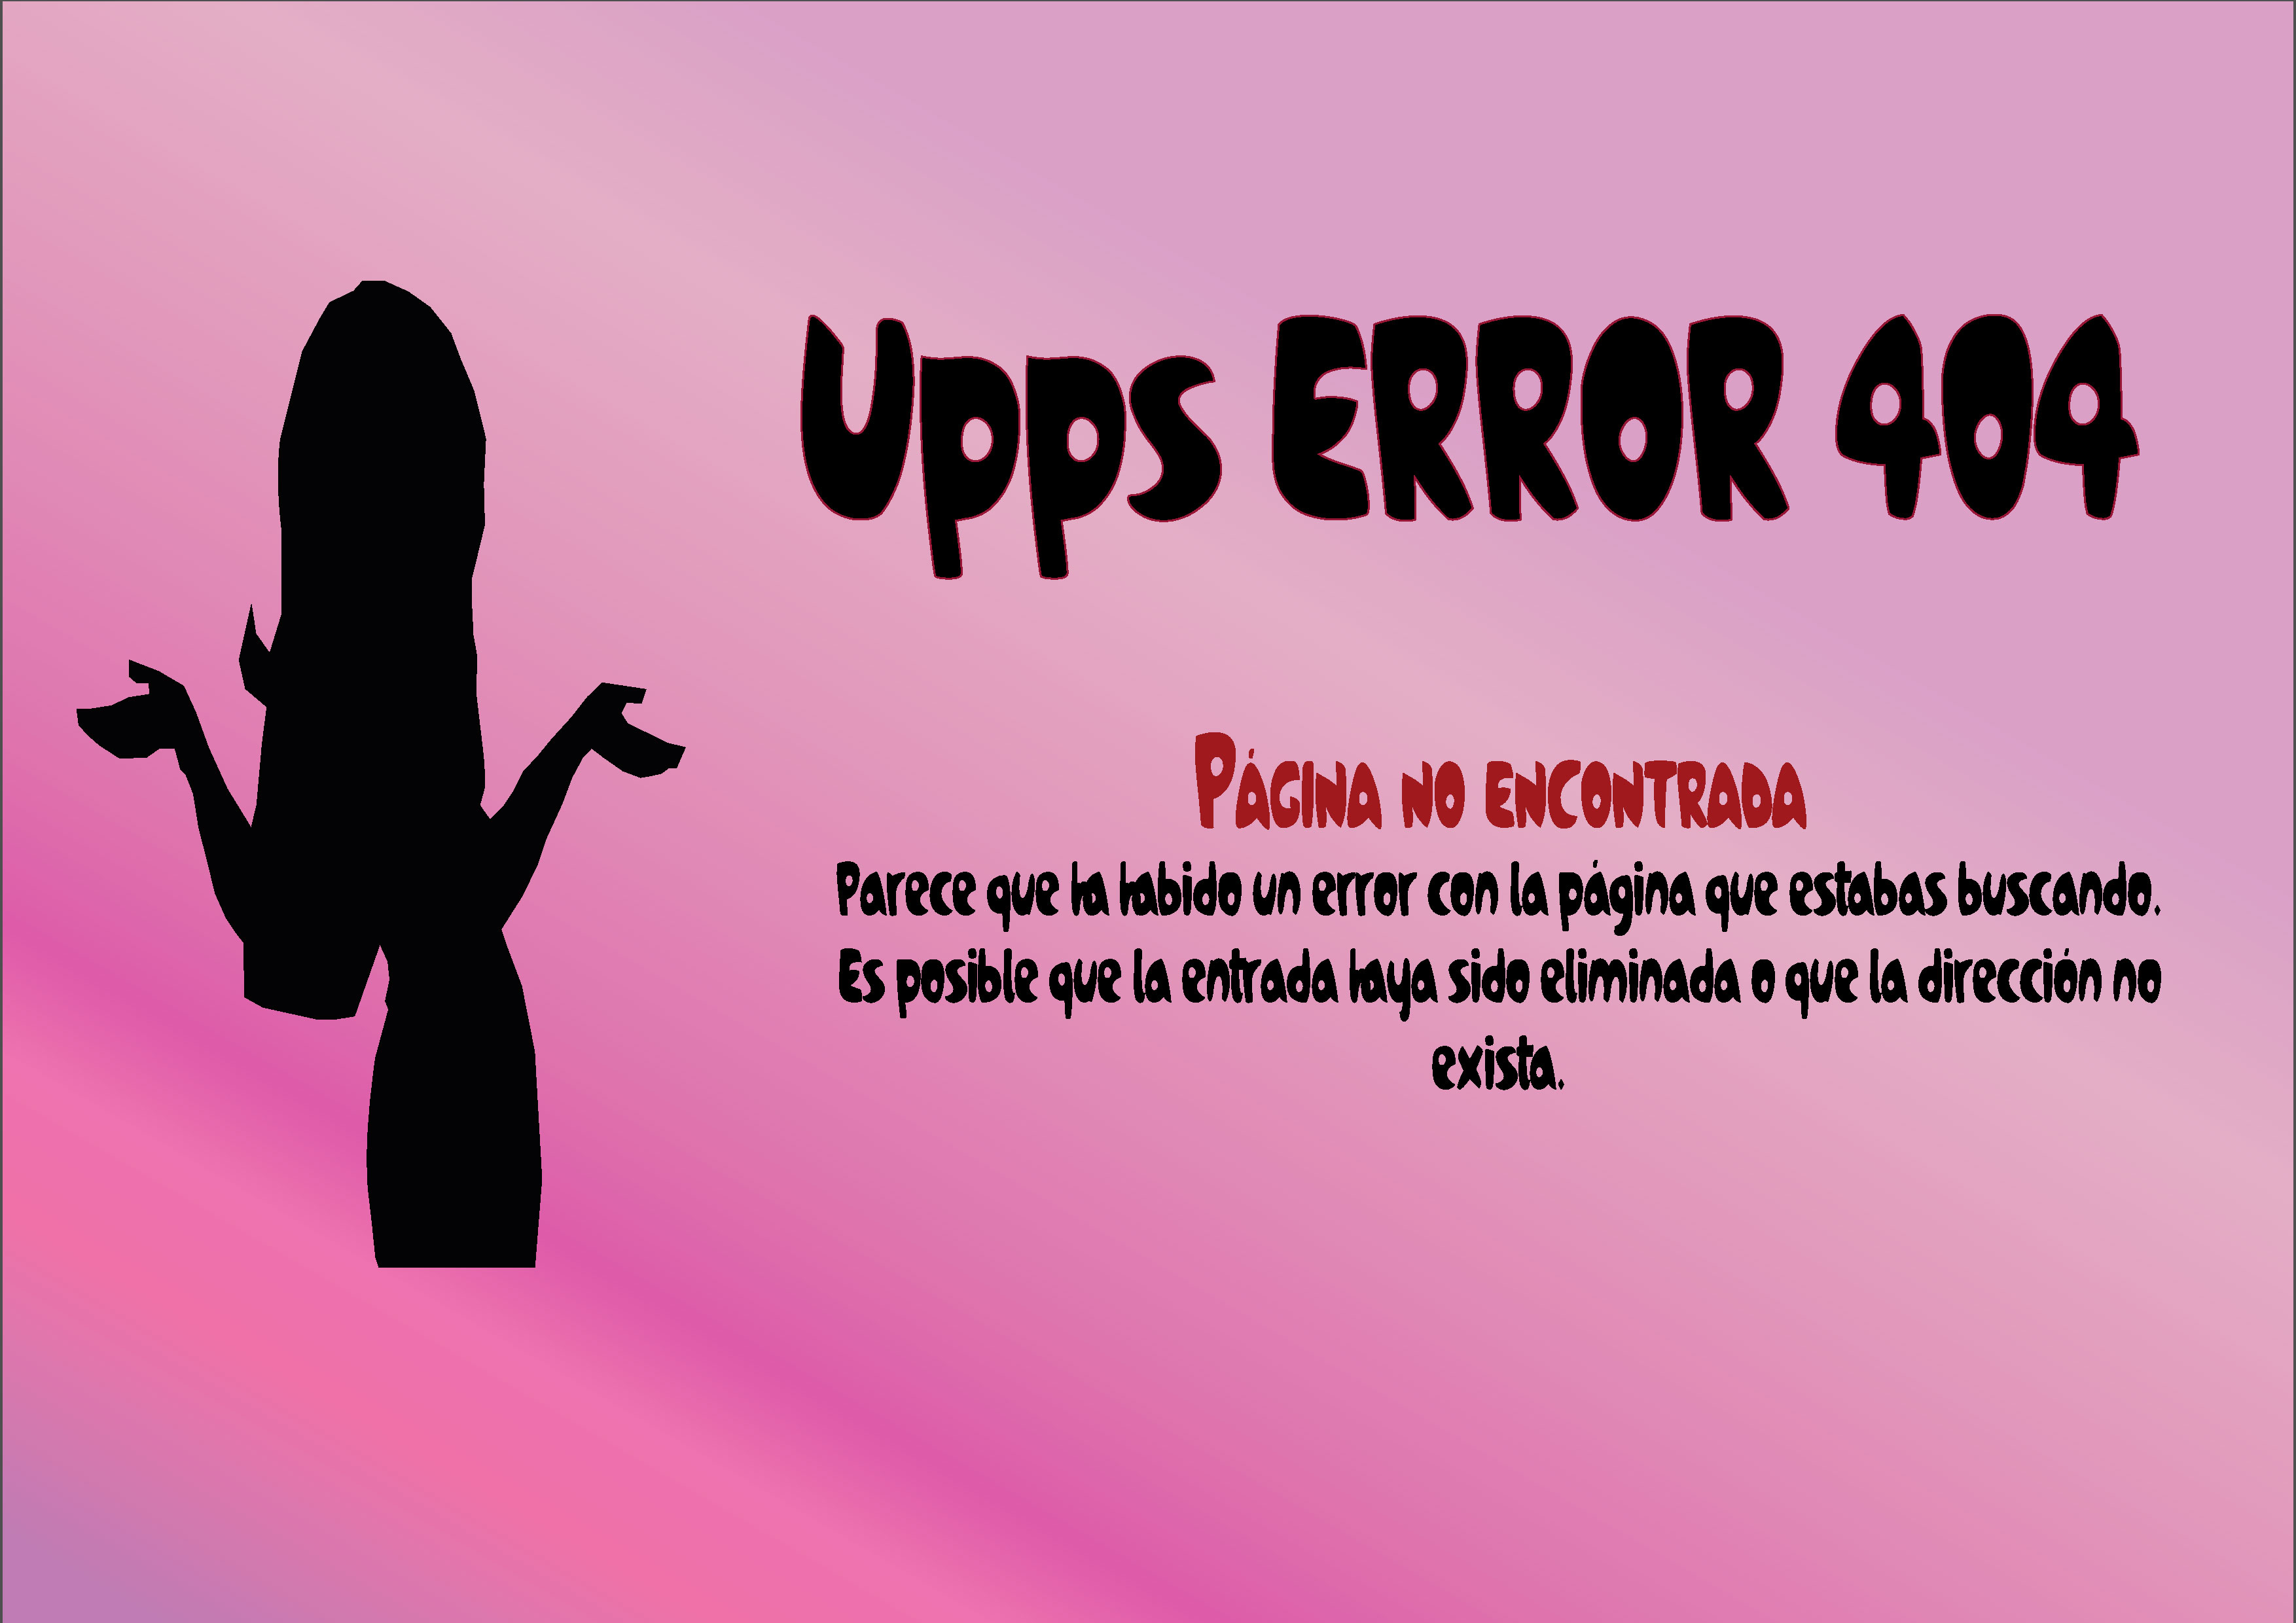 Upps ERROR 404
Página no encontrada
Parece que ha habido un error con la página que estabas buscando.
Es posible que la entrada haya sido eliminada o que la dirección no
exista.